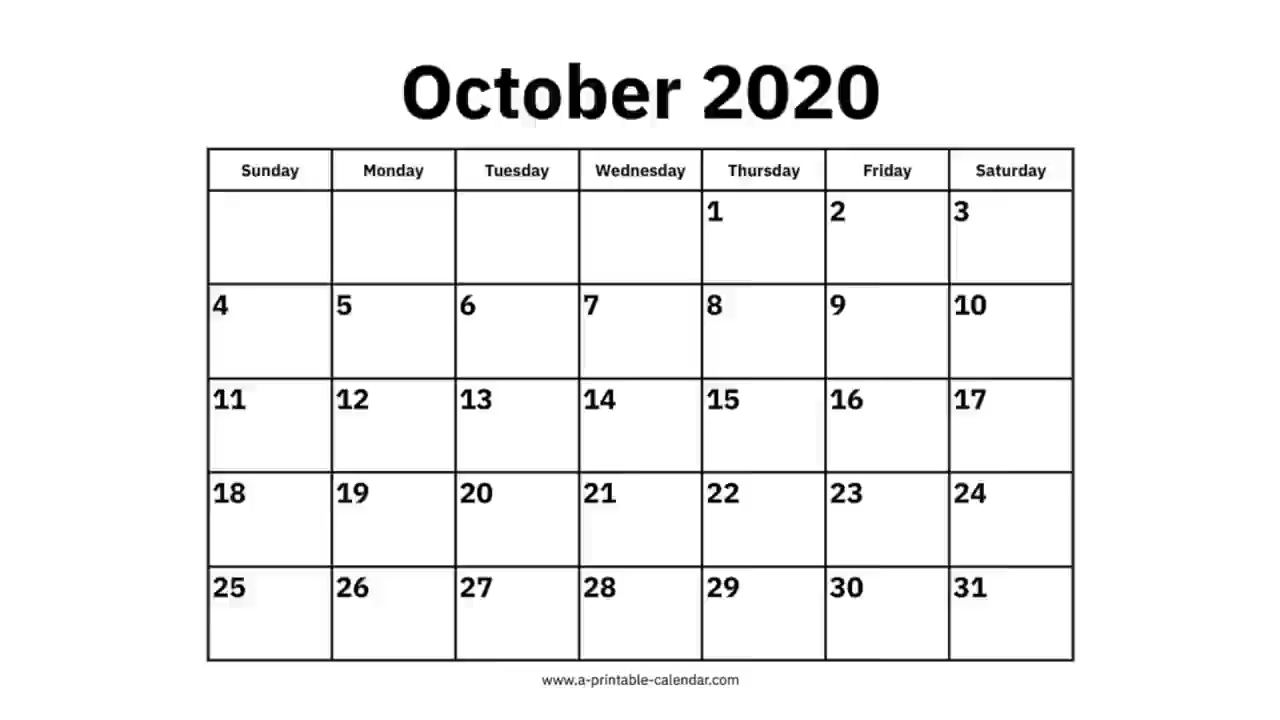 October 2020
Sunday Monday Tuesday Wednesday Thursday Friday Saturday
1 2 3
4 5 6 7 8 9 10
11 12 13 14 15 16 17
18 19 20 21 22 23 24
25 26 27 28 29 30 31
www.a-printable-calendar.com